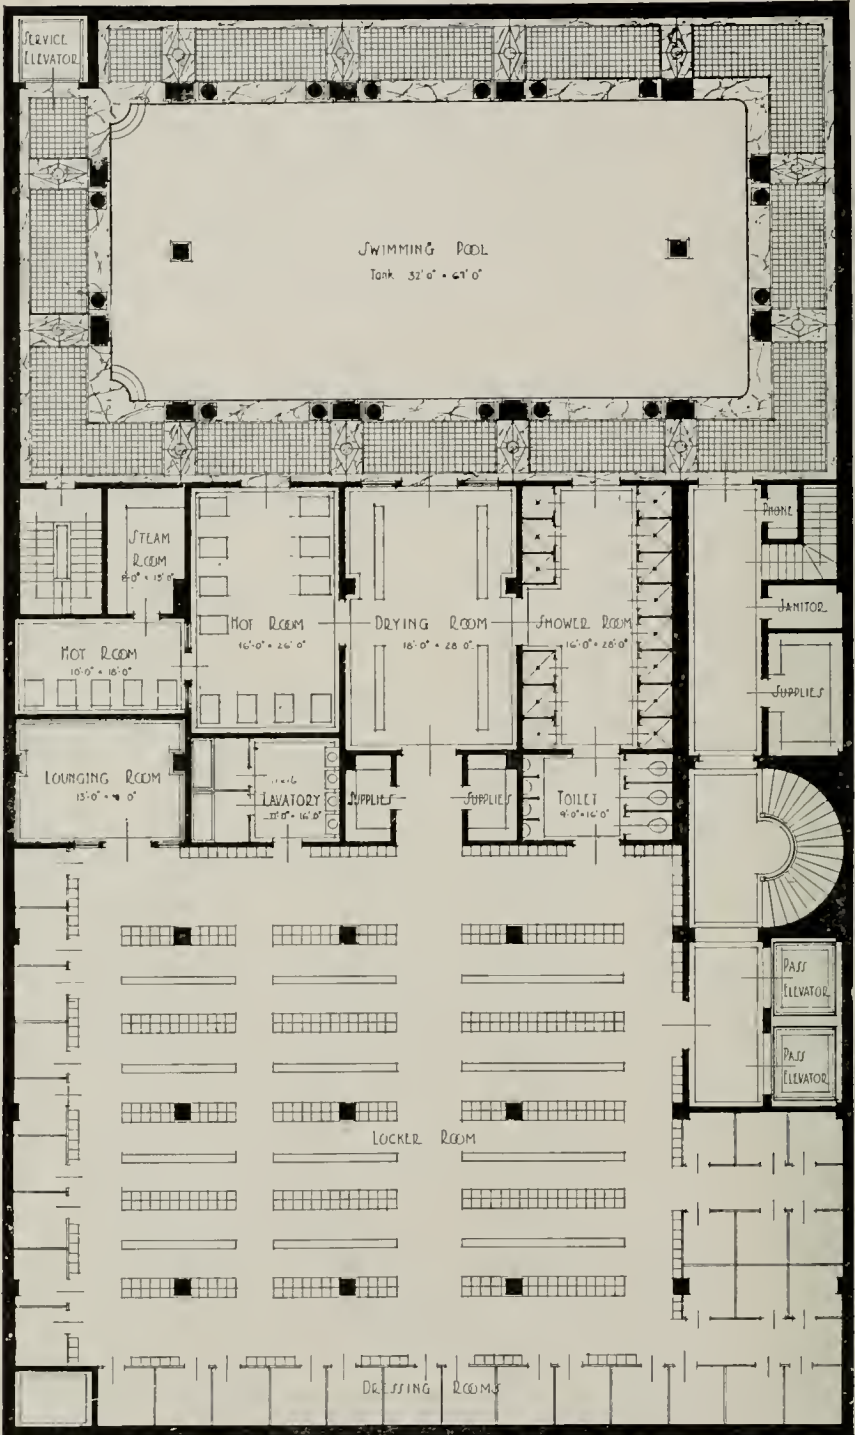 SERVICE
ELEVATOR
SWIMMING POOL
Tank 32'0" × 67'0"
STEAM
ROOM
8'-0" × 13'-0"
PHONE
HOT ROOM
16'-0" × 26'-0"
DRYING ROOM
18'-0" × 28'-0"
SHOWER ROOM
16'-0" × 28'-0"
JANITOR
HOT ROOM
10'-0" × 18'-0"
SUPPLIES
LOUNGING ROOM
LAVATORY
SUPPLIES
SUPPLIES
TOILET
9'-0" × 16'-0"
PASS
ELEVATOR
PASS
ELEVATOR
LOCKER ROOM
DRESSING ROOMS